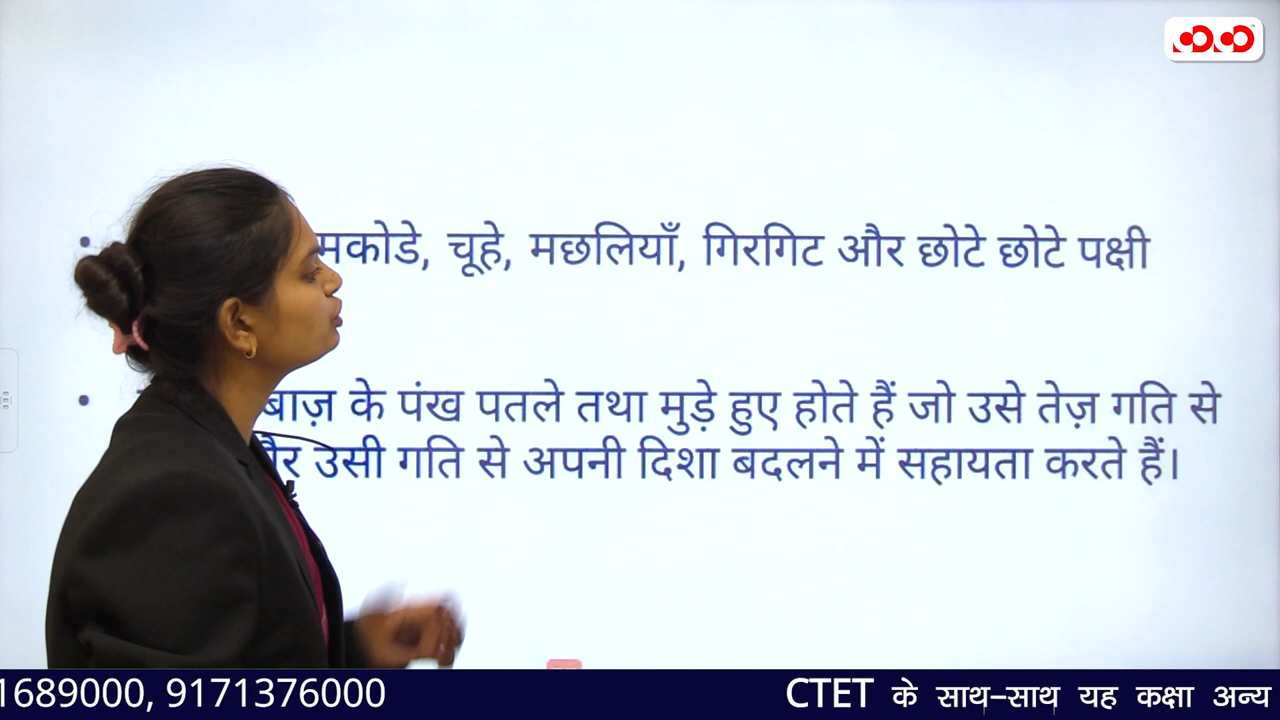 मकोडे, चूहे, मछलियाँ, गिरगिट और छोटे छोटे पक्षी
बाज़ के पंख पतले तथा मुड़े हुए होते हैं जो उसे तेज़ गति से
उसी गति से अपनी दिशा बदलने में सहायता करते हैं।
1689000, 9171376000
CTET के साथ-साथ यह कक्षा अन्य